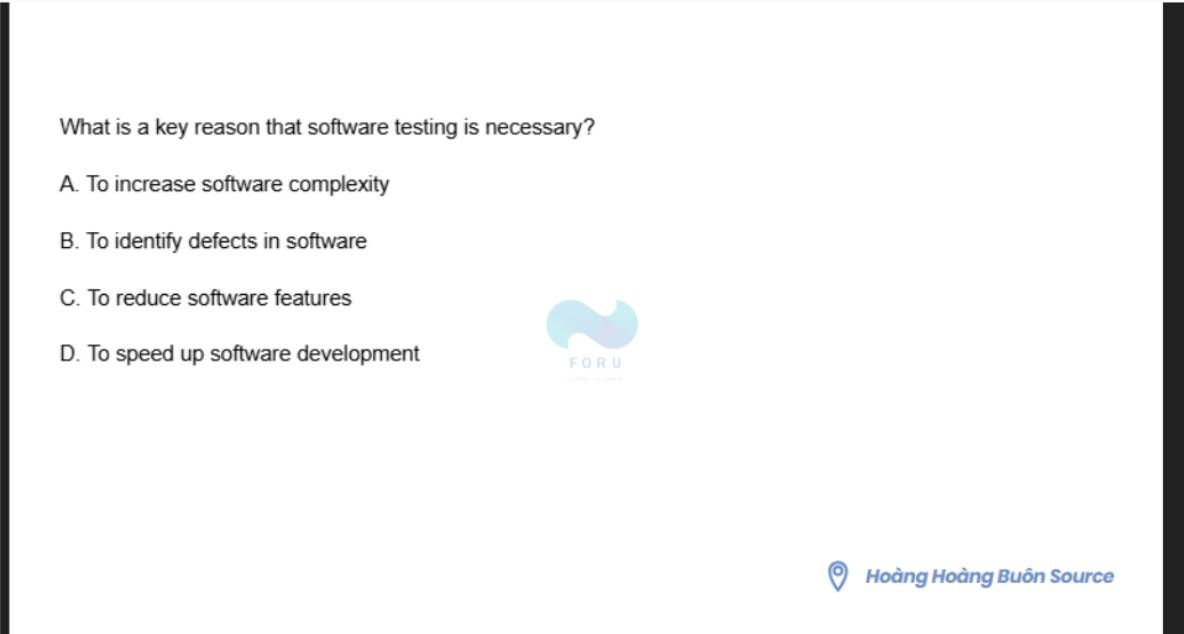 What is a key reason that software testing is necessary?
A. To increase software complexity
B. To identify defects in software
C. To reduce software features
D. To speed up software development
FORU
Hoàng Hoàng Buôn Source